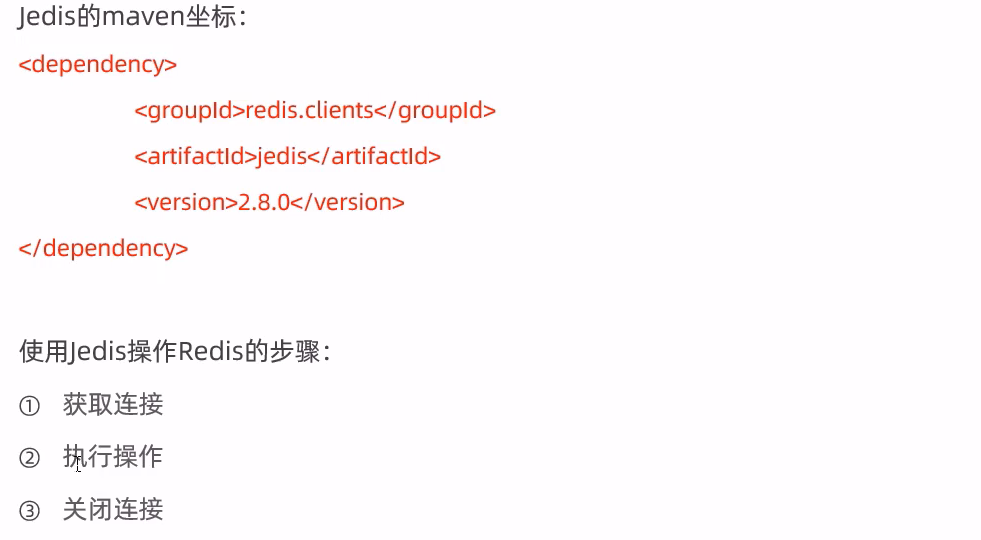 Jedis的maven坐标：
<dependency>
<groupId>redis.clients</groupId>
<artifactId>jedis</artifactId>
<version>2.8.0</version>
</dependency>
使用Jedis操作Redis的步骤：
① 获取连接
② 执行操作
③ 关闭连接